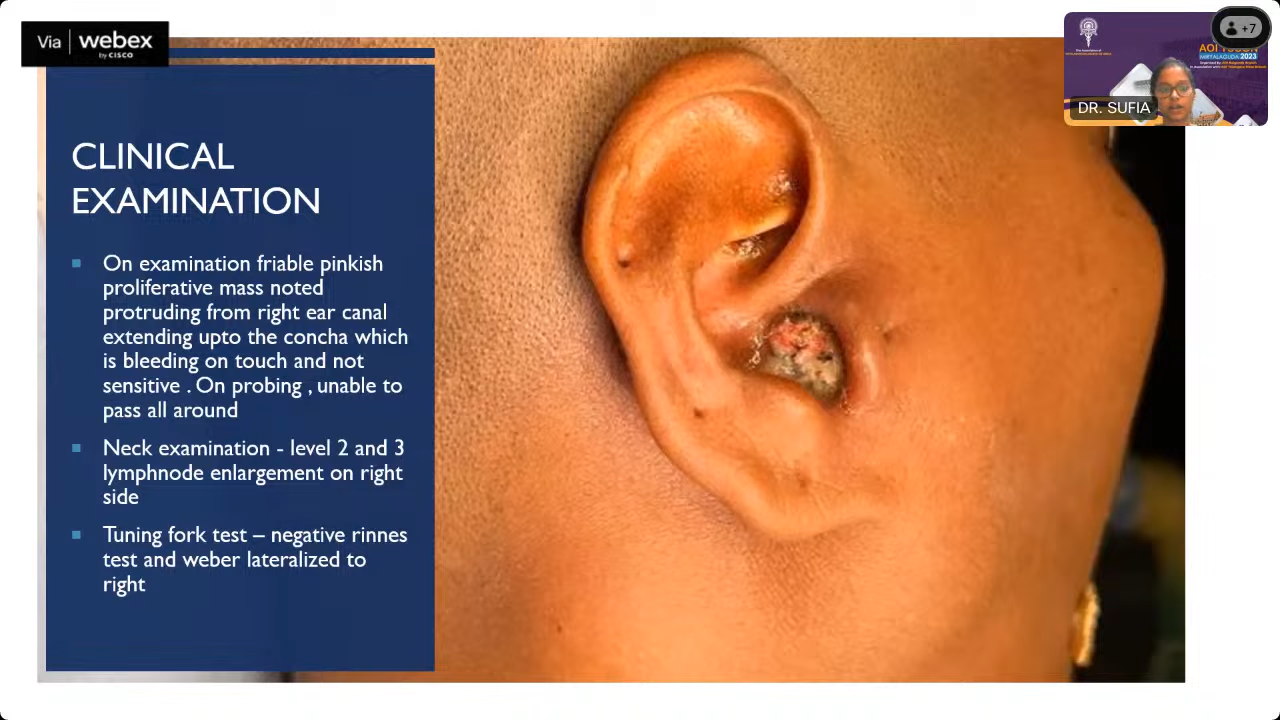 Via webex
by CISCO
CLINICAL
EXAMINATION
On examination friable pinkish
proliferative mass noted
protruding from right ear canal
extending upto the concha which
is bleeding on touch and not
sensitive . On probing , unable to
pass all around
Neck examination - level 2 and 3
lymphnode enlargement on right
side
Tuning fork test – negative rinnes
test and weber lateralized to
right
+7
2023
DR. SUFIA